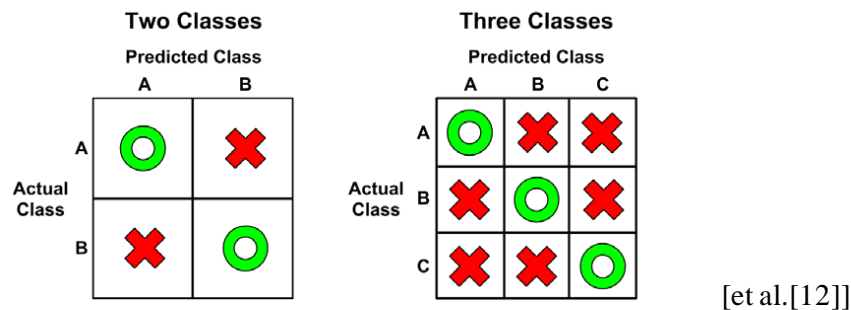 Two Classes
Predicted Class
A B
A
Actual
Class
B
Three Classes
Predicted Class
A B C
A
Actual
Class
B
C
[et al.[12]]